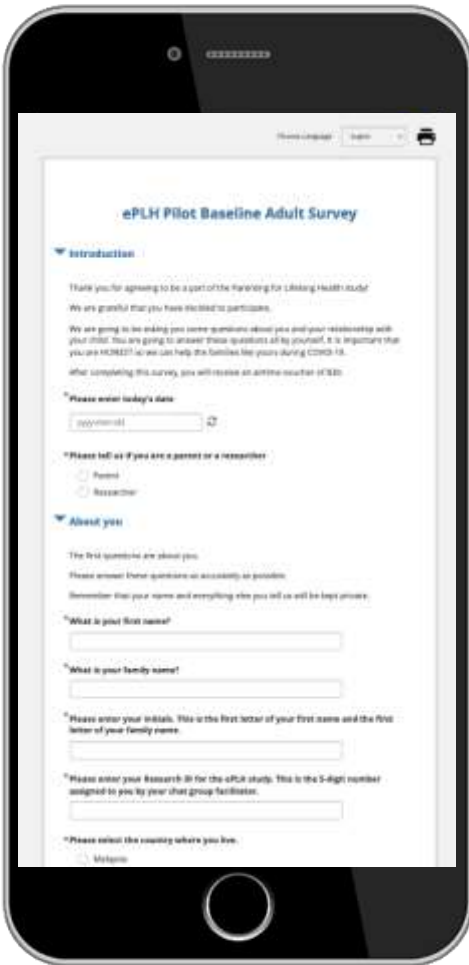 Choose Language
English
ePLH Pilot Baseline Adult Survey
Introduction
Thank you for agreeing to be a part of the Parenting for Lifelong Health study!
We are grateful that you have decided to participate.
We are going to be asking you some questions about you and your relationship with
your child. You are going to answer these questions all by yourself. It is important that
you are HONEST so we can help the families like yours during COVID-19.
After completing this survey, you will receive an airtime voucher of
*Please enter today's date
yyyy-mm-dd
*Please tell us if you are a parent or a researcher
Parent
Researcher
About you
The first questions are about you.
Please answer these questions as accurately as possible.
Remember that your name and everything else you tell us will be kept private.
*What is your first name?
*What is your family name?
*Please enter your initials. This is the first letter of your first name and the first
letter of your family name.
*Please enter your Research ID for the ePLH study. This is the 5-digit number
assigned to you by your chat group facilitator.
*Please select the country where you live.
Malaysia